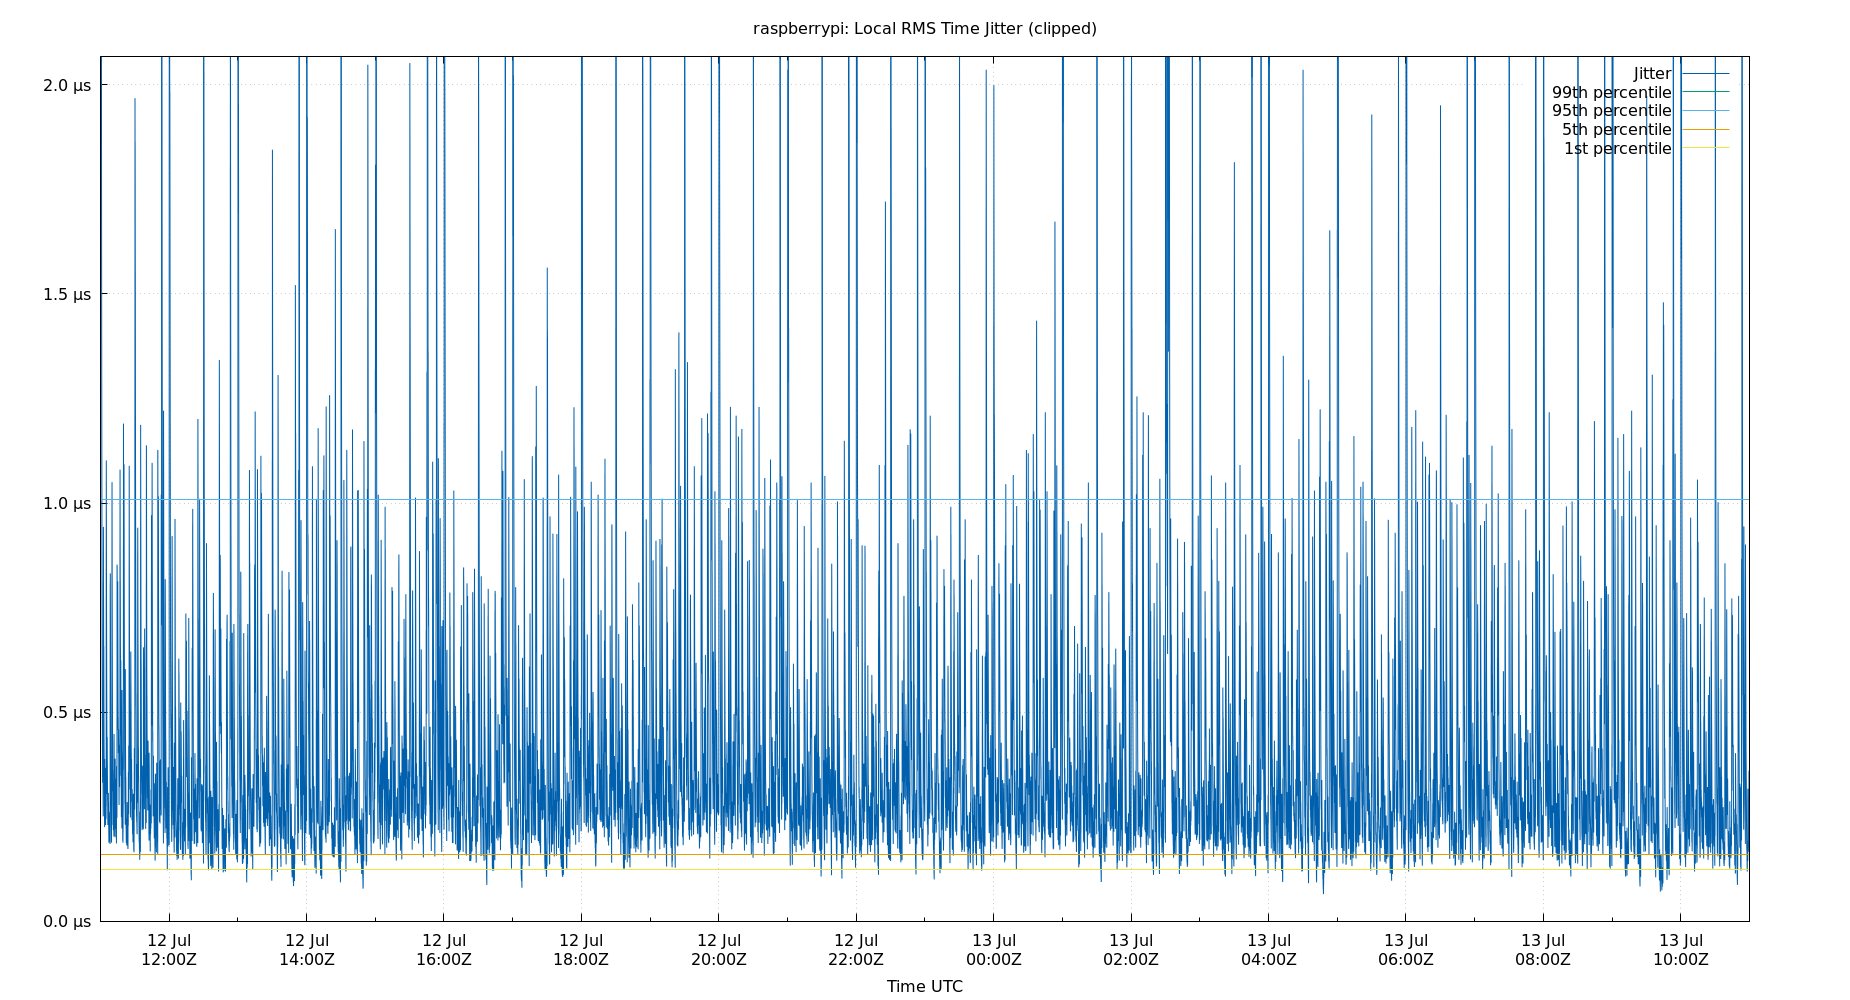 raspberrypi: Local RMS Time Jitter (clipped)
2.0 µs
1.5 µs
1.0 µs
0.5 µs
0.0 µs
Jitter
99th percentile
95th percentile
5th percentile
1st percentile
12 Jul 12 Jul 12 Jul 12 Jul 12 Jul 12 Jul 13 Jul 13 Jul 13 Jul 13 Jul 13 Jul 13 Jul
12:00Z 14:00Z 16:00Z 18:00Z 20:00Z 22:00Z 00:00Z 02:00Z 04:00Z 06:00Z 08:00Z 10:00Z
Time UTC